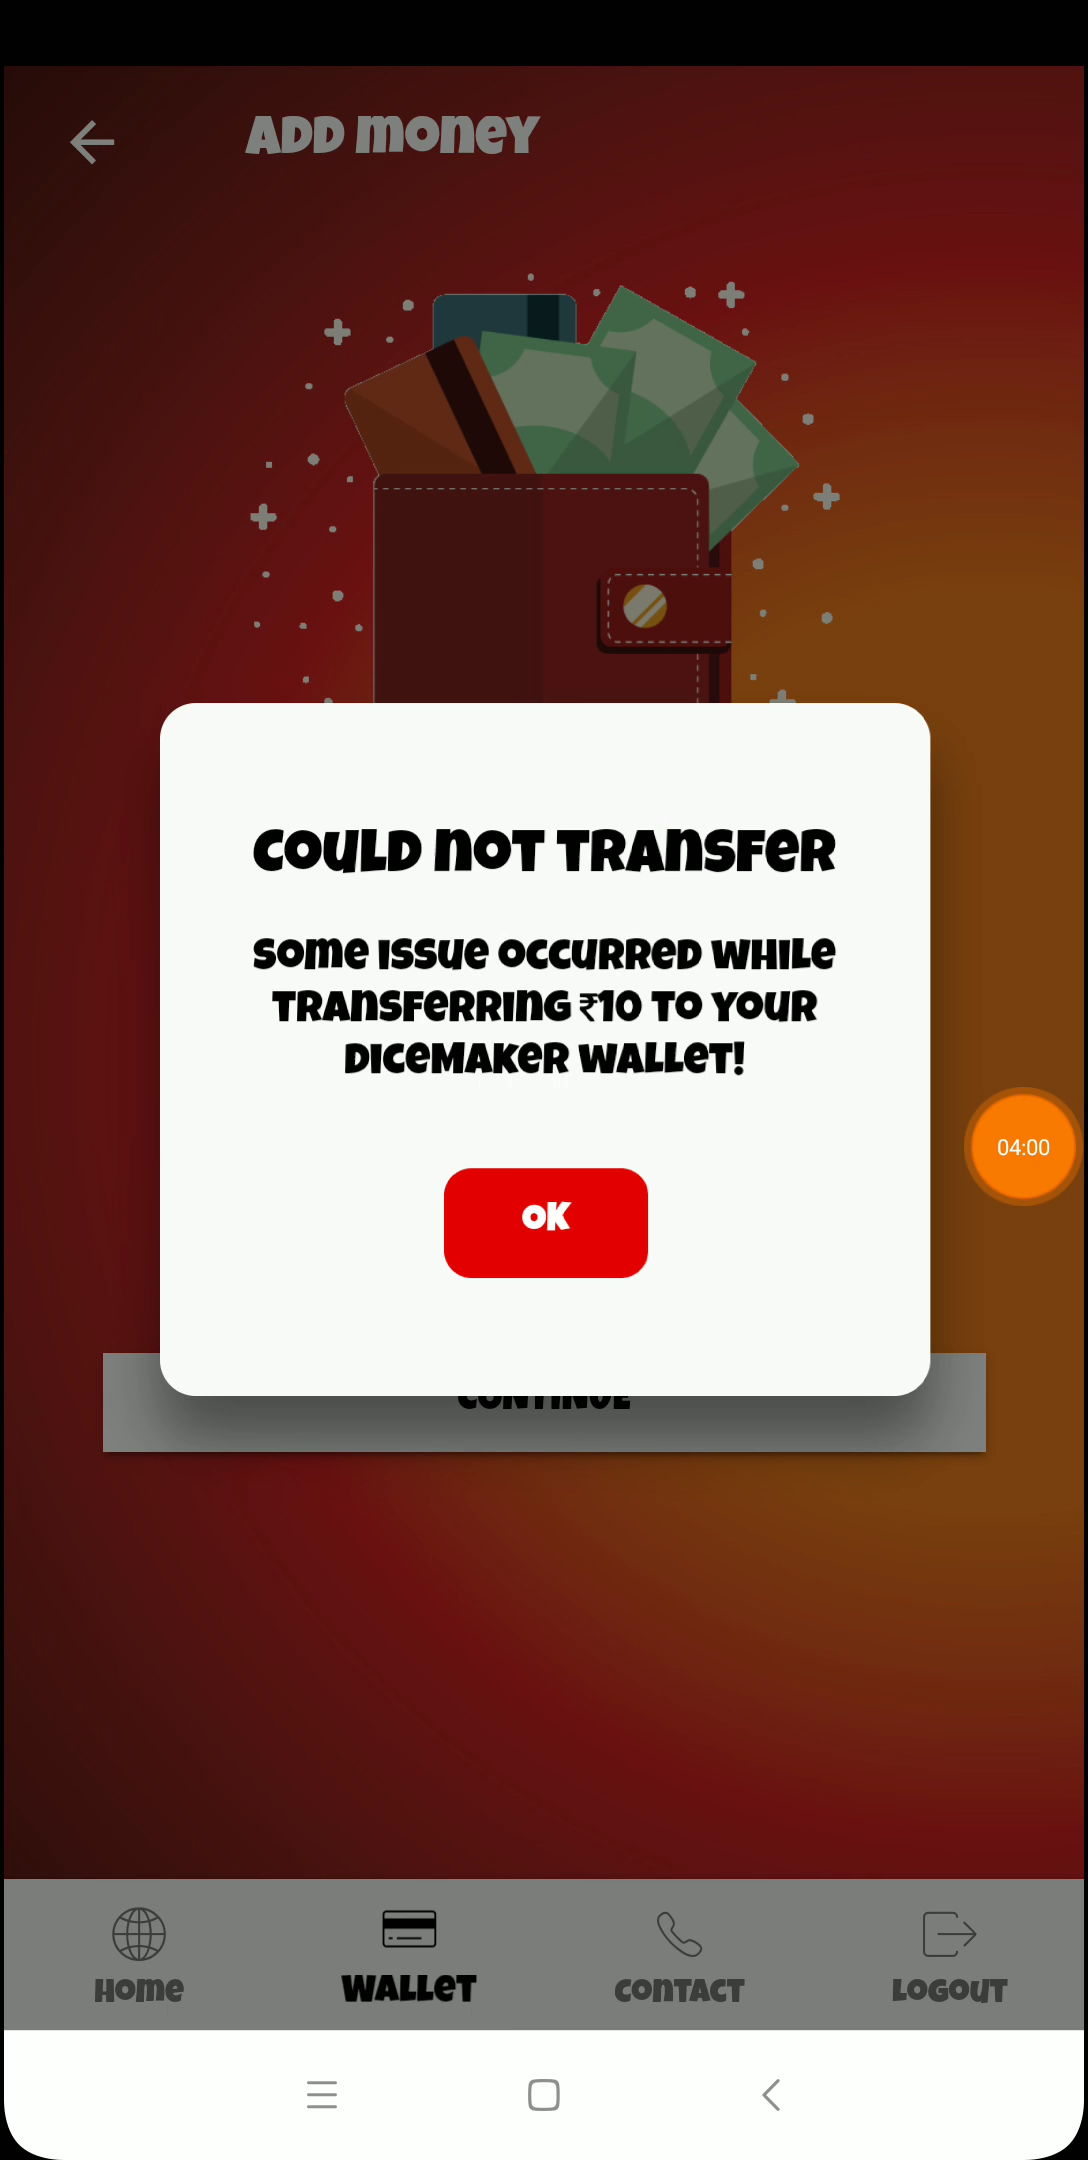 ADD money
COULD NOT TRANSFER
Some issue occurred while
transferring ₹10 to your
DiceMaker wallet!
OK
04:00
CONTINUE
Home
Wallet
Contact
Logout